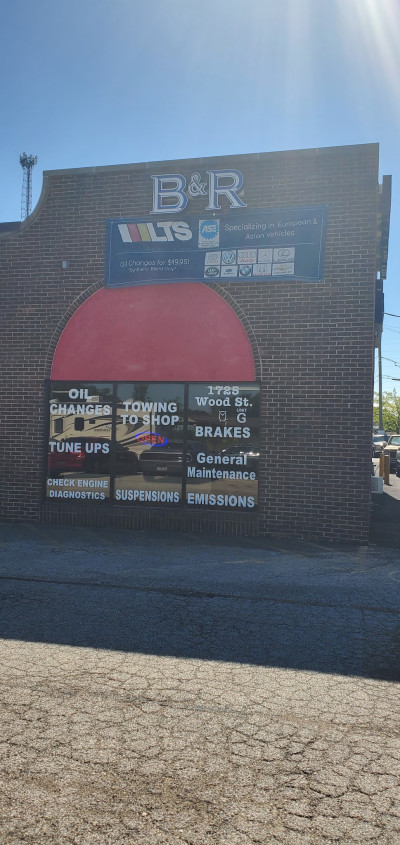 B&R
LTS
ASE
Specializing in European &
Asian Vehicles
Oil Changes for $49.95!
OIL
CHANGES
TUNE UPS
CHECK ENGINE
DIAGNOSTICS
TOWING
TO SHOP
OPEN
SUSPENSIONS
1725
Wood St.
UNIT
G
BRAKES
General
Maintenance
EMISSIONS